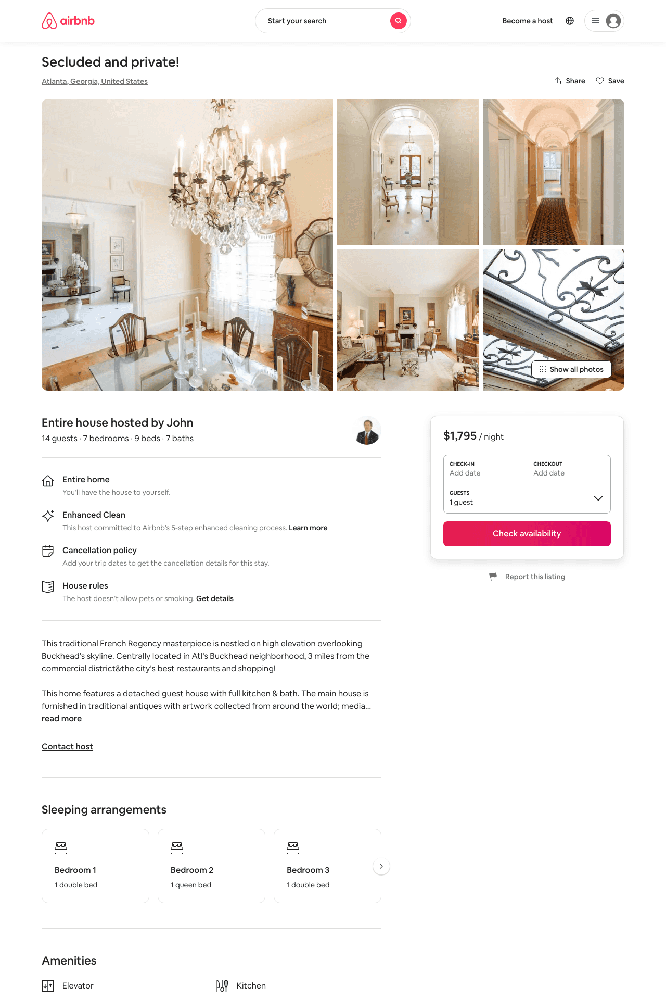 airbnb
Start your search
Become a host
Secluded and private!
Atlanta, Georgia, United States
Share
Save
Show all photos
Entire house hosted by John
14 guests · 7 bedrooms · 9 beds · 7 baths
$1,795 / night
CHECK-IN
Add date
CHECKOUT
Add date
GUESTS
1 guest
Check availability
Report this listing
Entire home
You'll have the house to yourself.
Enhanced Clean
This host committed to Airbnb's 5-step enhanced cleaning process. Learn more
Cancellation policy
Add your trip dates to get the cancellation details for this stay.
House rules
The host doesn't allow pets or smoking. Get details
This traditional French Regency masterpiece is nestled on high elevation overlooking
Buckhead's skyline. Centrally located in Atl's Buckhead neighborhood, 3 miles from the
commercial district&the city's best restaurants and shopping!
This home features a detached guest house with full kitchen & bath. The main house is
furnished in traditional antiques with artwork collected from around the world; media...
read more
Contact host
Sleeping arrangements
Bedroom 1
1 double bed
Bedroom 2
1 queen bed
Bedroom 3
1 double bed
Amenities
Elevator
Kitchen